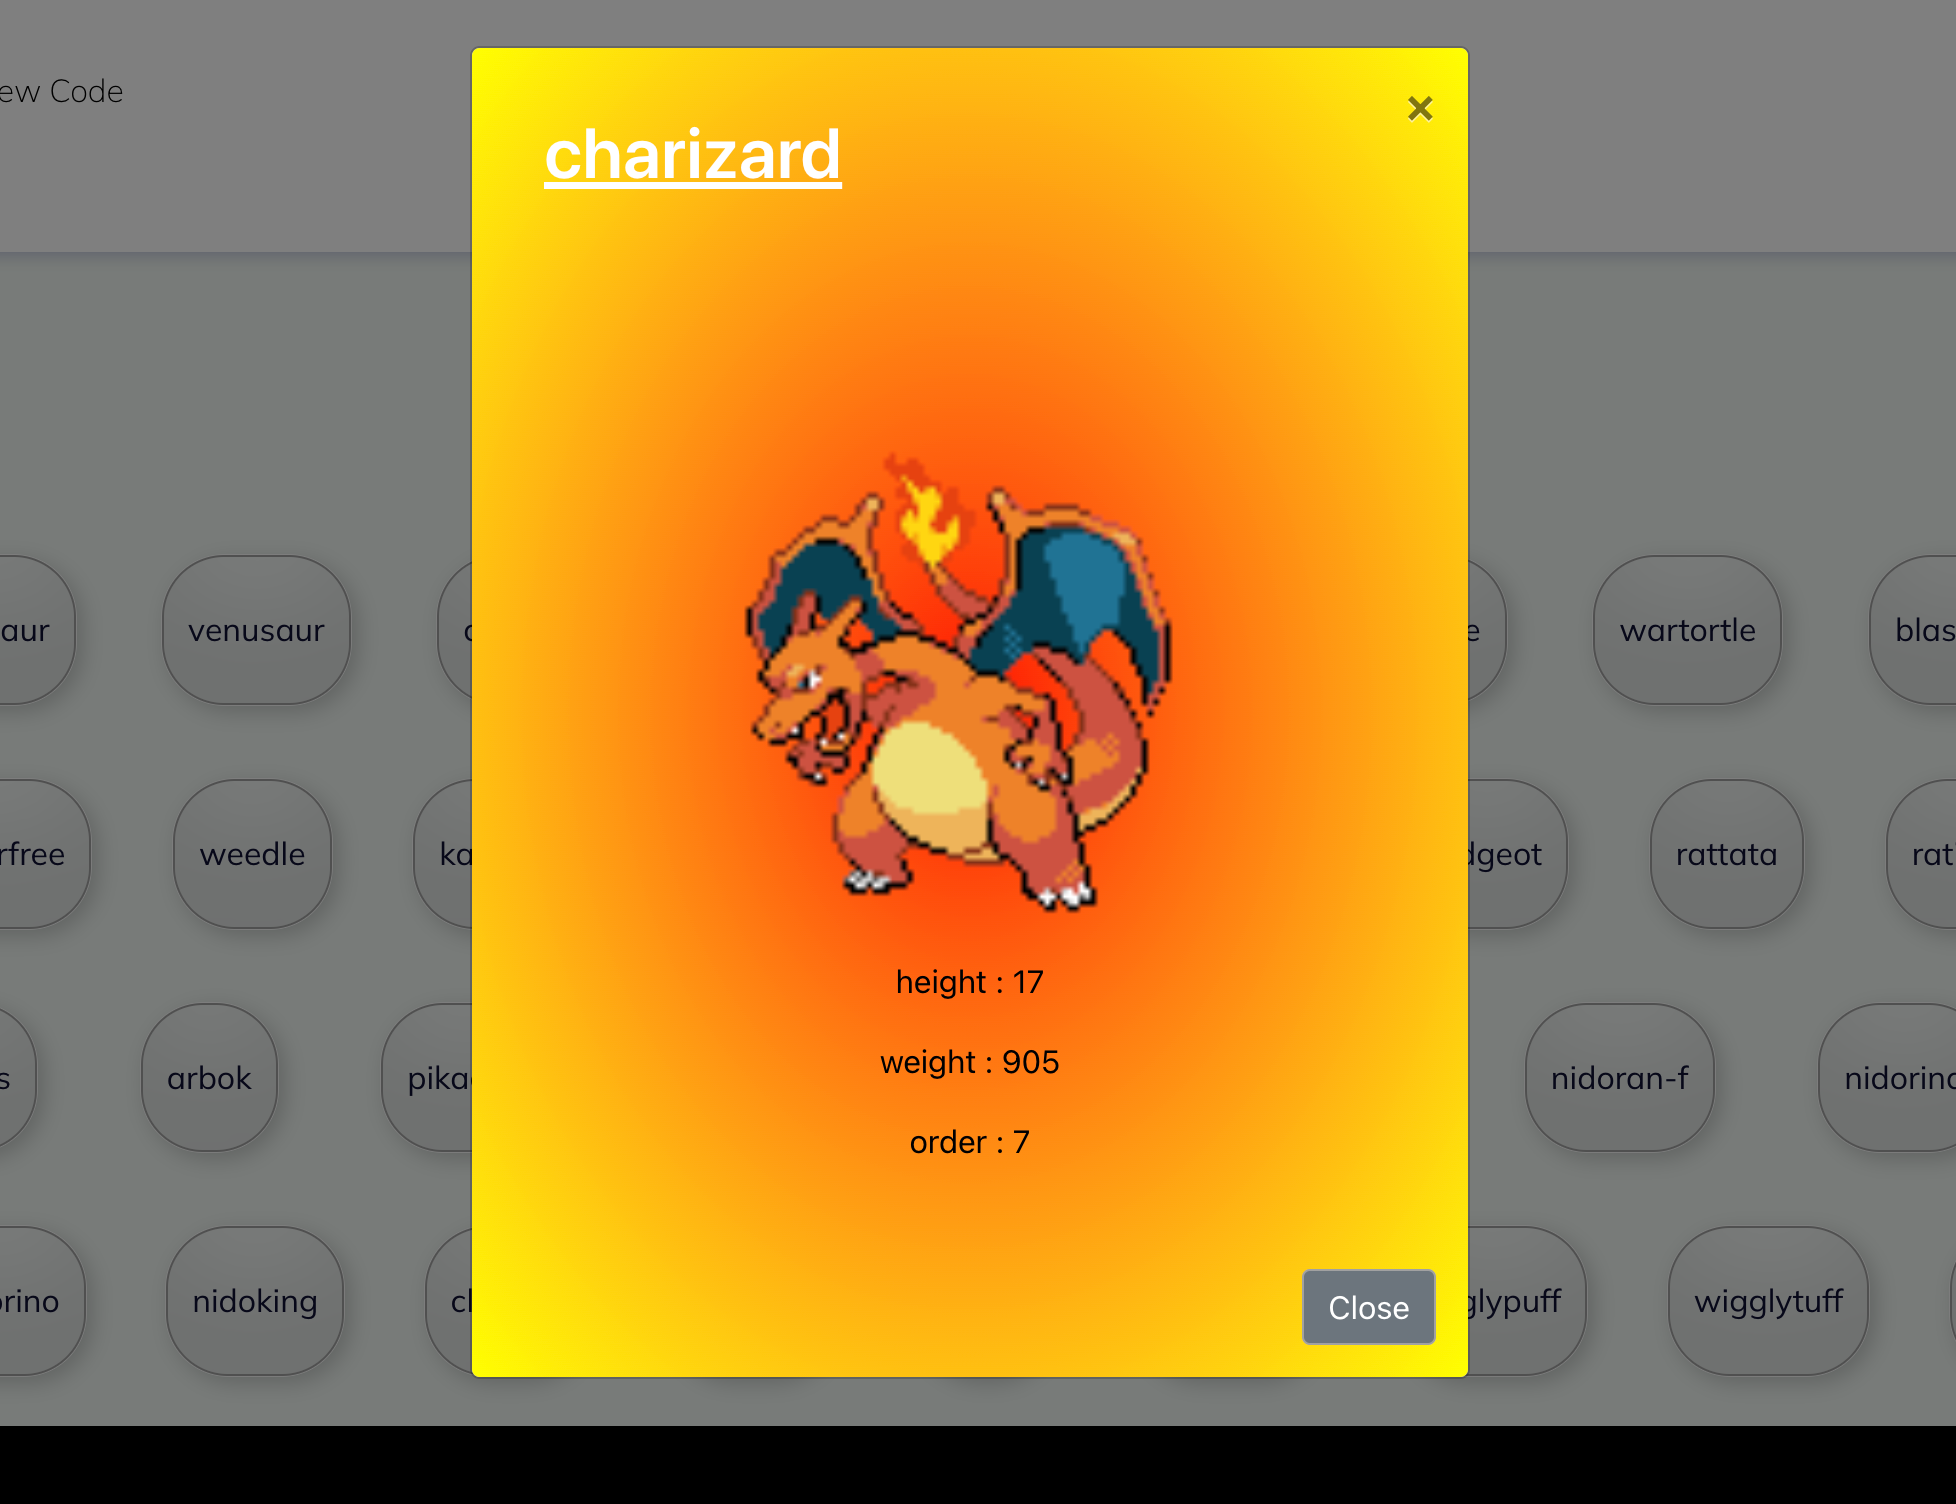 ew Code
×
charizard
aur
venusaur
e
wartortle
blas
rfree
weedle
ka
dgeot
rattata
rat
s
arbok
pika
nidoran-f
nidorin
orino
nidoking
cl
glypuff
wigglytuff
height : 17
weight : 905
order : 7
Close